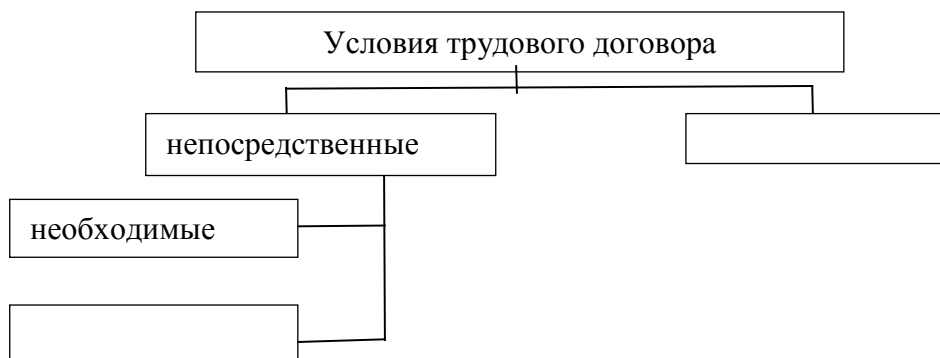 Условия трудового договора
непосредственные
необходимые